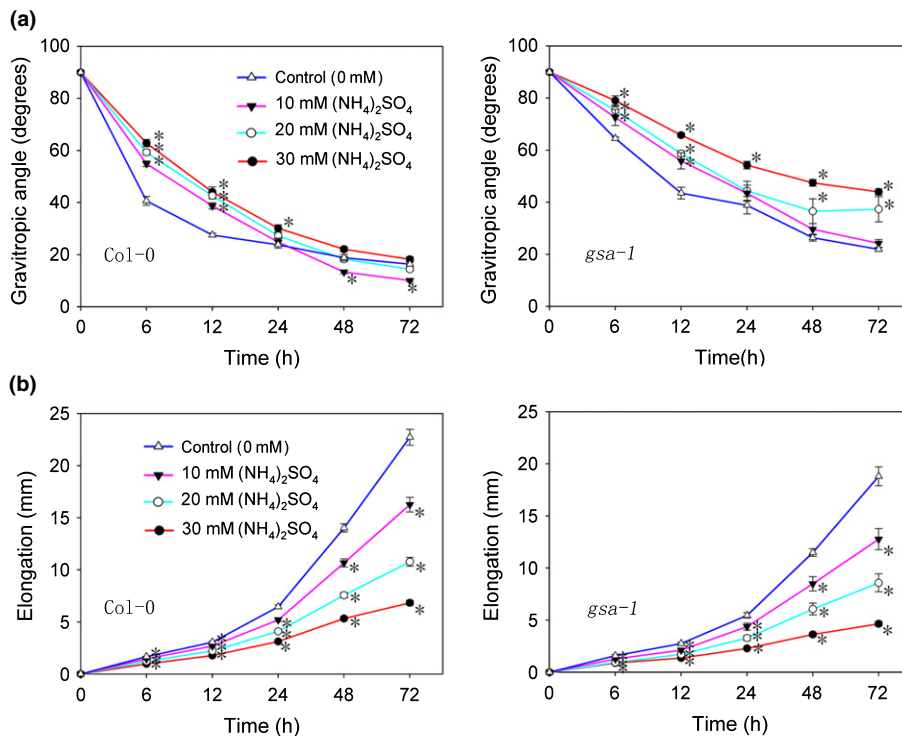 (a)
100
80
60
40
20
0
Gravitropic angle (degrees)
Control (0 mM)
10 mM (NH4)2SO4
20 mM (NH4)2SO4
30 mM (NH4)2SO4
Col-0
0 6 12 24 48 72
Time (h)
100
80
60
40
20
0
Gravitropic angle (degrees)
gsa-1
0 6 12 24 48 72
Time(h)
(b)
25
20
15
10
5
0
Elongation (mm)
Control (0 mM)
10 mM (NH4)2SO4
20 mM (NH4)2SO4
30 mM (NH4)2SO4
Col-0
0 6 12 24 48 72
Time (h)
25
20
15
10
5
0
Elongation (mm)
gsa-1
0 6 12 24 48 72
Time (h)